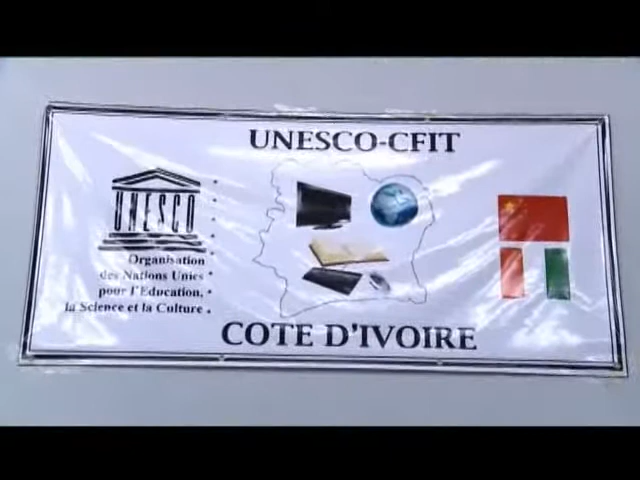 UNESCO-CFIT
UNESCO
Organisation
des Nations Unies
pour l'Education,
la Science et la Culture
COTE D'IVOIRE